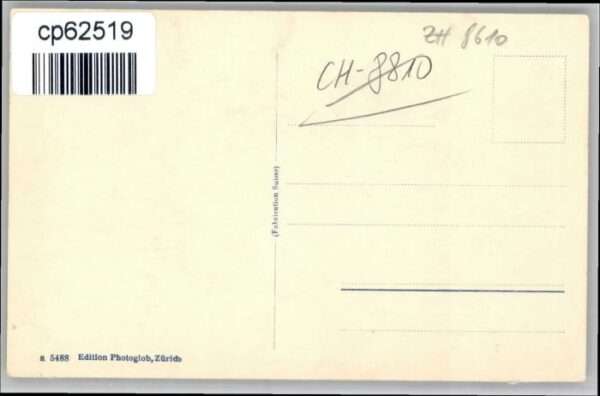 cp62519
ZH 8610
CH-8810
(Fabrication Suisse)
a 5488 Edition Photoglob, Zürich